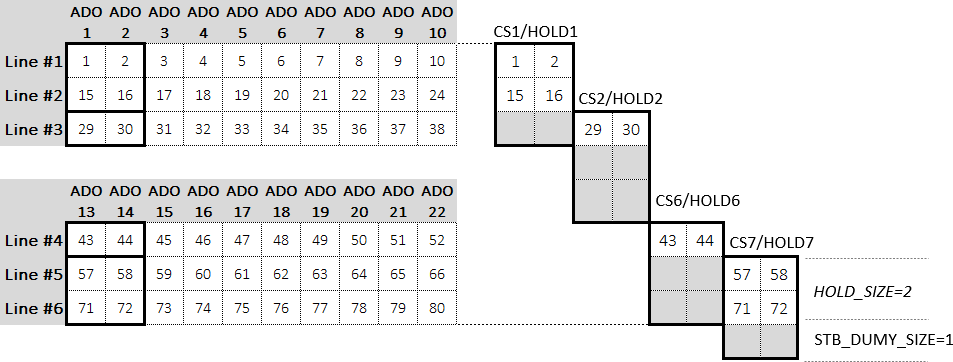 ADO ADO ADO ADO ADO ADO ADO ADO ADO ADO
1 2 3 4 5 6 7 8 9 10
CS1/HOLD1
Line #1 1 2 3 4 5 6 7 8 9 10 1 2
Line #2 15 16 17 18 19 20 21 22 23 24 15 16
CS2/HOLD2
Line #3 29 30 31 32 33 34 35 36 37 38 29 30
ADO ADO ADO ADO ADO ADO ADO ADO ADO ADO
13 14 15 16 17 18 19 20 21 22
CS6/HOLD6
Line #4 43 44 45 46 47 48 49 50 51 52 43 44
CS7/HOLD7
Line #5 57 58 59 60 61 62 63 64 65 66 57 58
HOLD_SIZE=2
Line #6 71 72 73 74 75 76 77 78 79 80 71 72
STB_DUMY_SIZE=1